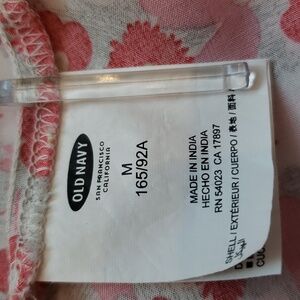 OLD NAVY
SAN FRANCISCO
CALIFORNIA
M
165/92A
MADE IN INDIA
HECHO EN INDIA
RN 54023 CA 17897
SHELL / EXTÉRIEUR / CUERPO / 表地 / 面料 /